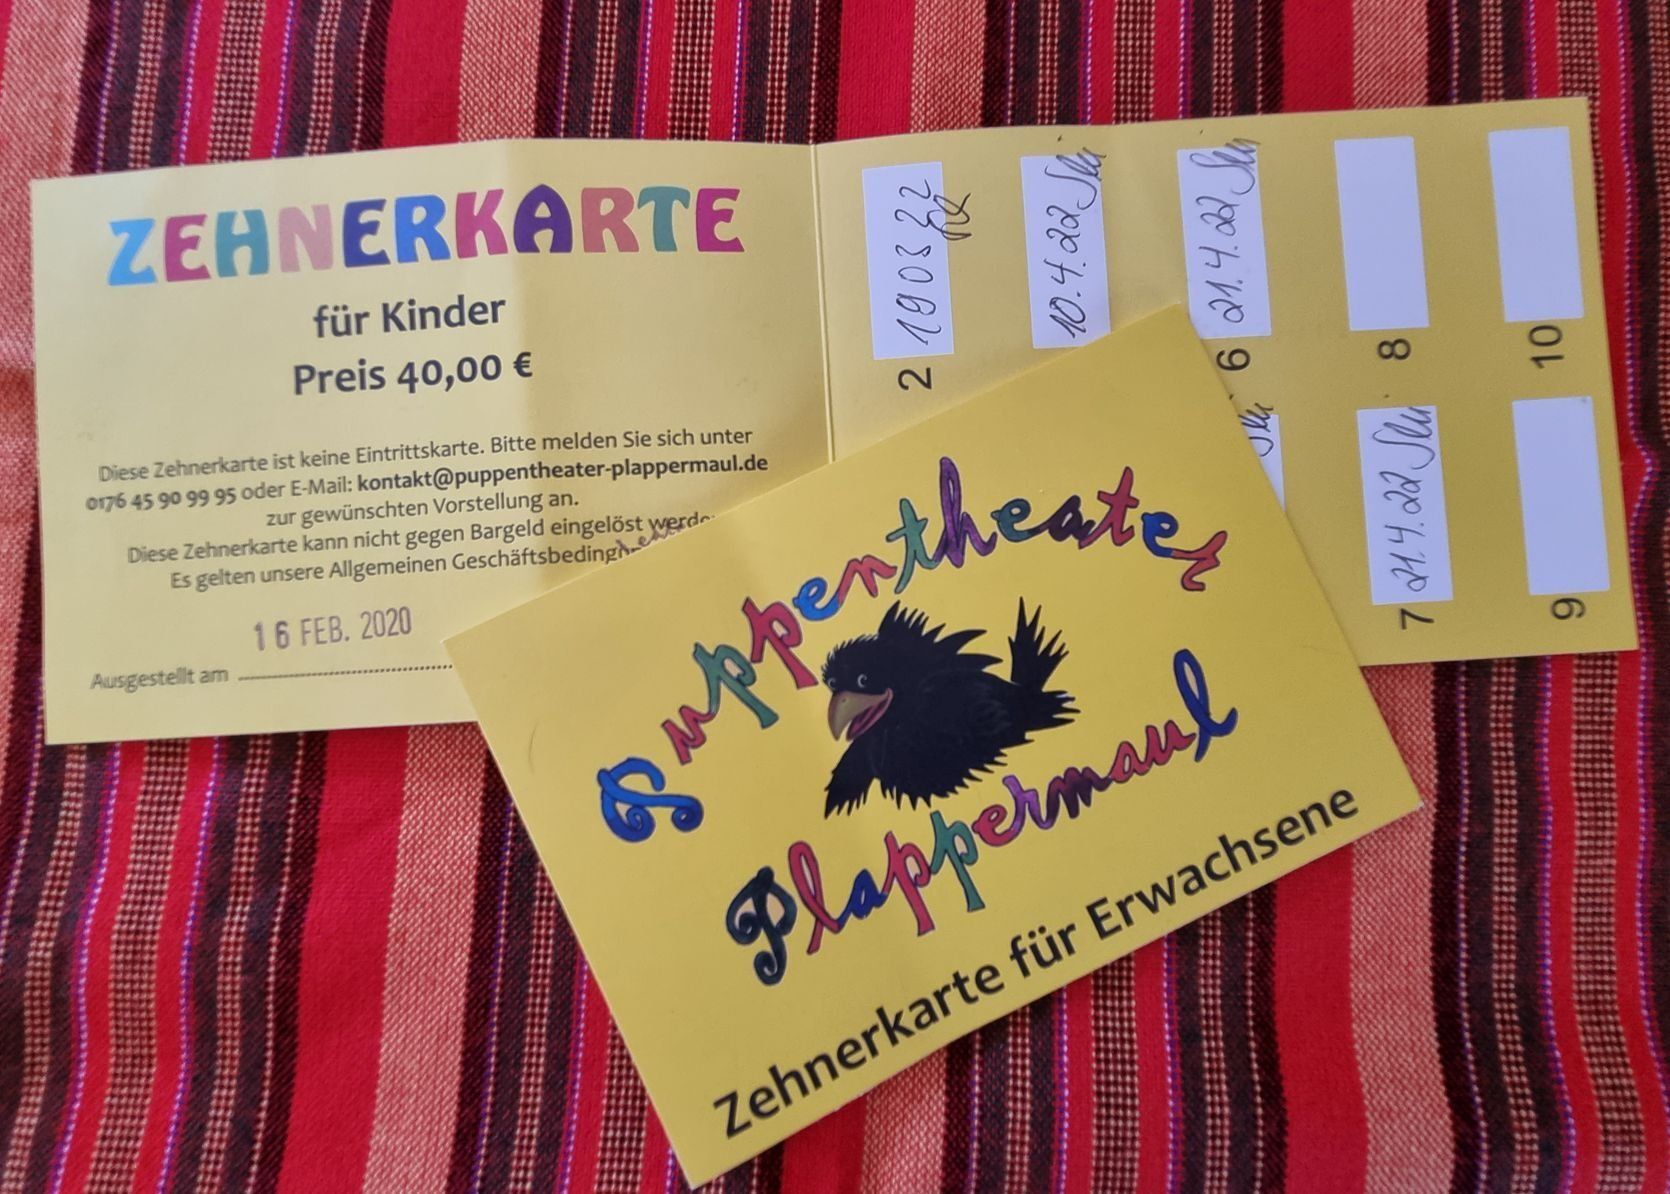 ZEHNERKARTE
für Kinder
Preis 40,00 €
Diese Zehnerkarte ist keine Eintrittskarte. Bitte melden Sie sich unter
0176 45 90 99 95 oder E-Mail: kontakt@puppentheater-plappermaul.de
zur gewünschten Vorstellung an.
Diese Zehnerkarte kann nicht gegen Bargeld eingelöst
Es gelten unsere Allgemeinen
16 FEB. 2020
Ausgestellt am
2
19 03 22
10.4.22
6
21.4.22
8
10
7
21.4.22
9
Puppentheater
Plappermaul
Zehnerkarte für Erwachsene